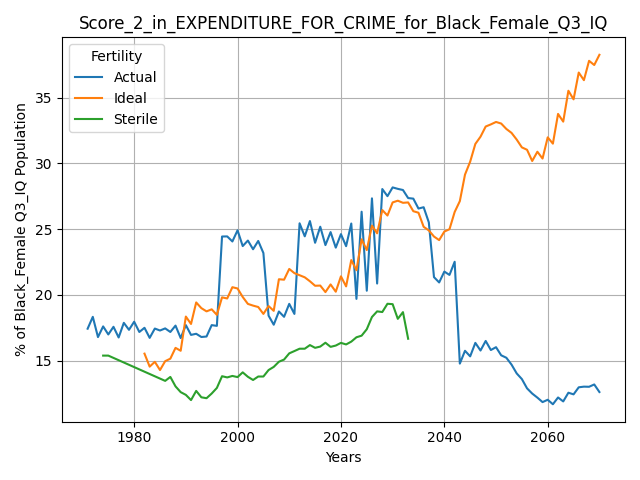 Score_2_in_EXPENDITURE_FOR_CRIME_for_Black_Female_Q3_IQ
Fertility
Actual
Ideal
Sterile
% of Black_Female Q3_IQ Population
35
30
25
20
15
1980
2000
2020
2040
2060
Years